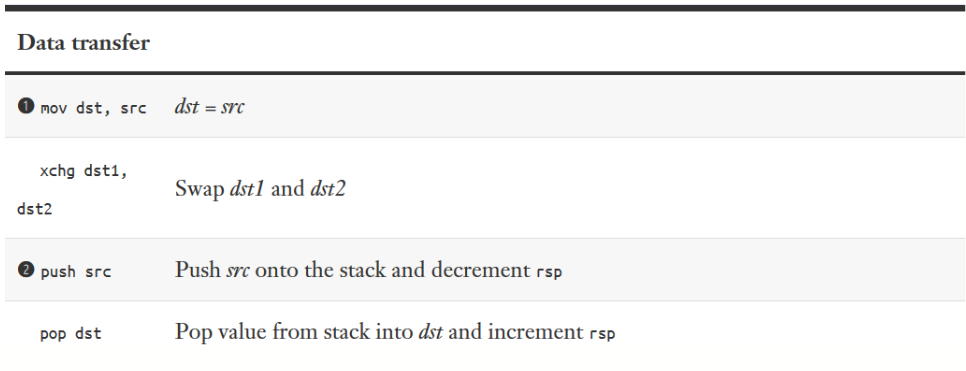 Data transfer
❶ mov dst, src dst = src
xchg dst1,
dst2 Swap dst1 and dst2
❷ push src Push src onto the stack and decrement rsp
pop dst Pop value from stack into dst and increment rsp